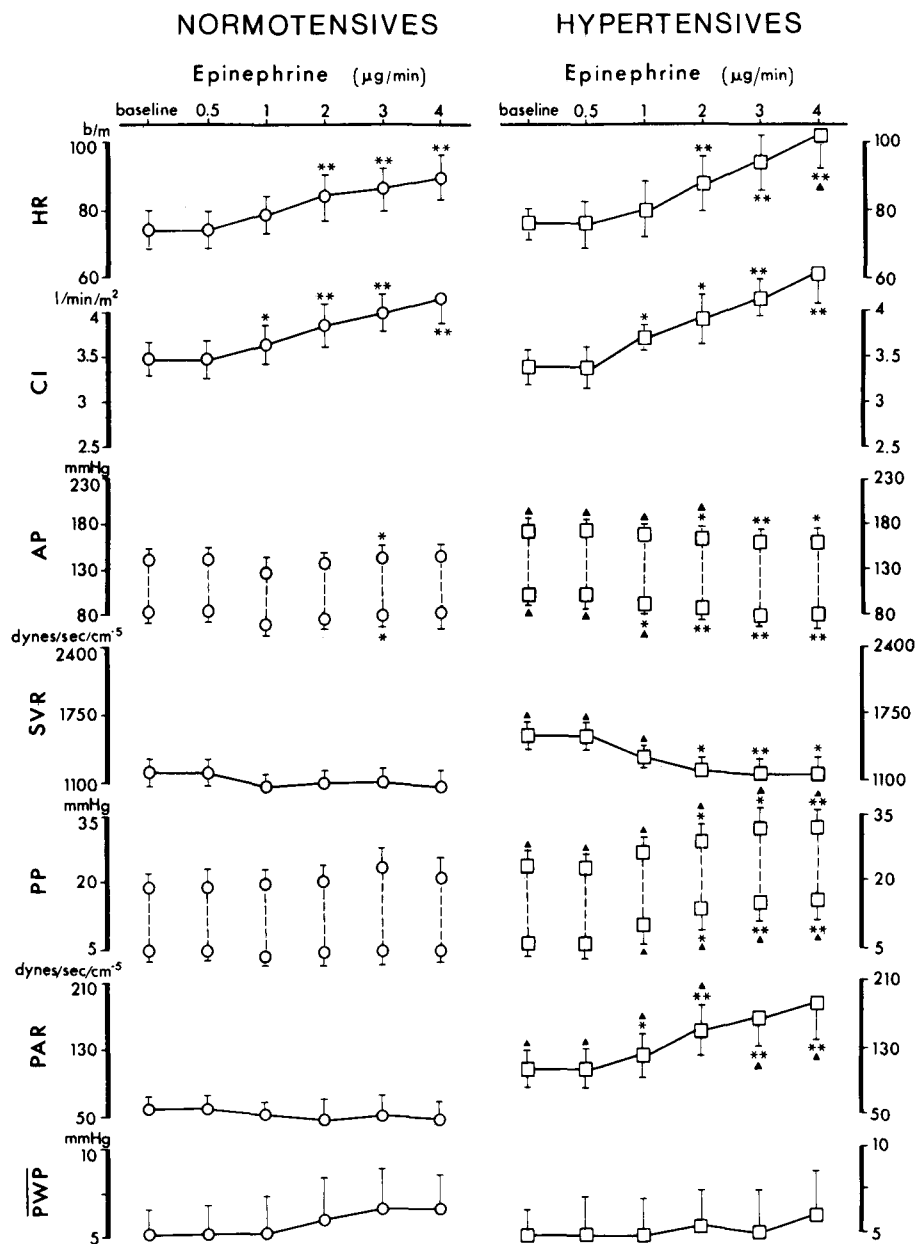 NORMOTENSIVES HYPERTENSIVES
Epinephrine (μg/min) Epinephrine (μg/min)
baseline 0.5 1 2 3 4 baseline 0.5 1 2 3 4
b/m
100 100
** ** ** **
HR
80 80
** **
▲
60 60
l/min/m²
** ** * * **
4 4
* ** **
CI
3.5 3.5
3 3
2.5 2.5
mmHg
230 230
▲ ▲ ▲ ▲
* ** *
180 180
*
AP
130 130
80 80
▲ ▲ * ** ** **
▲
*
dynes/sec/cm⁻⁵
2400 2400
SVR
1750 1750
▲ ▲ ▲ * ** *
1100 1100
mmHg
35 35
▲ ▲ ▲ ▲ ▲ ▲
* * **
PP
20 20
5 5
▲ * ** **
▲ ▲ ▲
dynes/sec/cm⁻⁵
210 210
▲ ▲ ▲ ▲
* **
PAR
130 130
** **
▲ ▲
50 50
mmHg
10 10
PWP
5 5